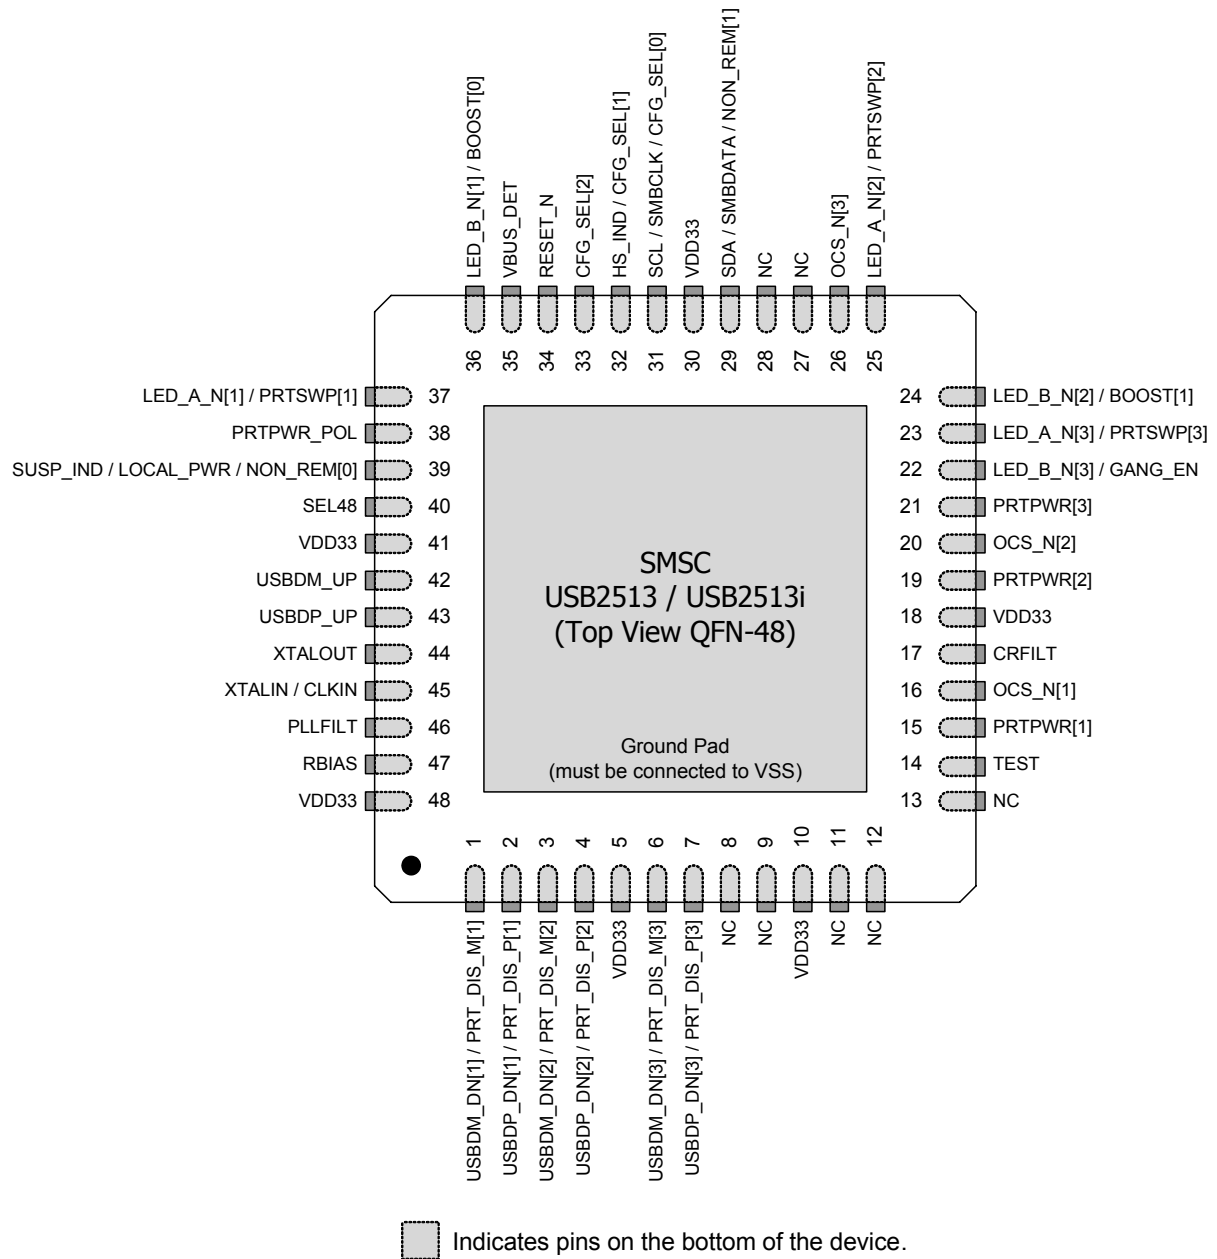 LED_B_N[1] / BOOST[0]
VBUS_DET
RESET_N
CFG_SEL[2]
HS_IND / CFG_SEL[1]
SCL / SMBCLK / CFG_SEL[0]
VDD33
SDA / SMBDATA / NON_REM[1]
NC
NC
OCS_N[3]
LED_A_N[2] / PRTSWP[2]
36
35
34
33
32
31
30
29
28
27
26
25
LED_A_N[1] / PRTSWP[1] 37
PRTPWR_POL 38
SUSP_IND / LOCAL_PWR / NON_REM[0] 39
SEL48 40
VDD33 41
USBDM_UP 42
USBDP_UP 43
XTALOUT 44
XTALIN / CLKIN 45
PLLFILT 46
RBIAS 47
VDD33 48
SMSC
USB2513 / USB2513i
(Top View QFN-48)
Ground Pad
(must be connected to VSS)
24 LED_B_N[2] / BOOST[1]
23 LED_A_N[3] / PRTSWP[3]
22 LED_B_N[3] / GANG_EN
21 PRTPWR[3]
20 OCS_N[2]
19 PRTPWR[2]
18 VDD33
17 CRFILT
16 OCS_N[1]
15 PRTPWR[1]
14 TEST
13 NC
1
2
3
4
5
6
7
8
9
10
11
12
USBDM_DN[1] / PRT_DIS_M[1]
USBDP_DN[1] / PRT_DIS_P[1]
USBDM_DN[2] / PRT_DIS_M[2]
USBDP_DN[2] / PRT_DIS_P[2]
VDD33
USBDM_DN[3] / PRT_DIS_M[3]
USBDP_DN[3] / PRT_DIS_P[3]
NC
NC
VDD33
NC
NC
Indicates pins on the bottom of the device.